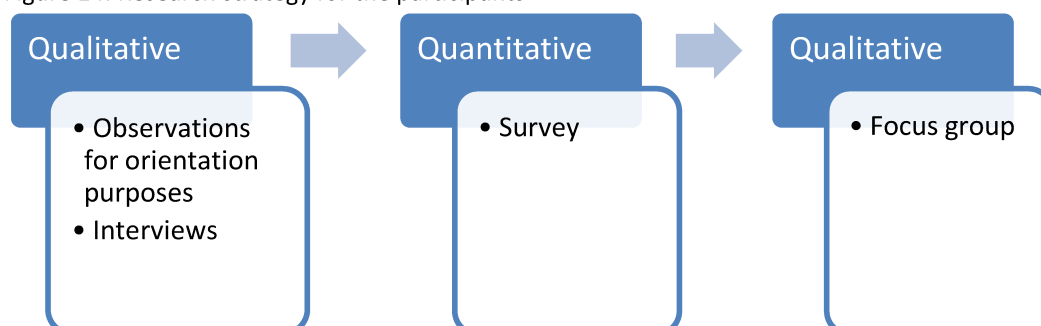 Qualitative
• Observations
for orientation
purposes
• Interviews
Quantitative
• Survey
Qualitative
• Focus group